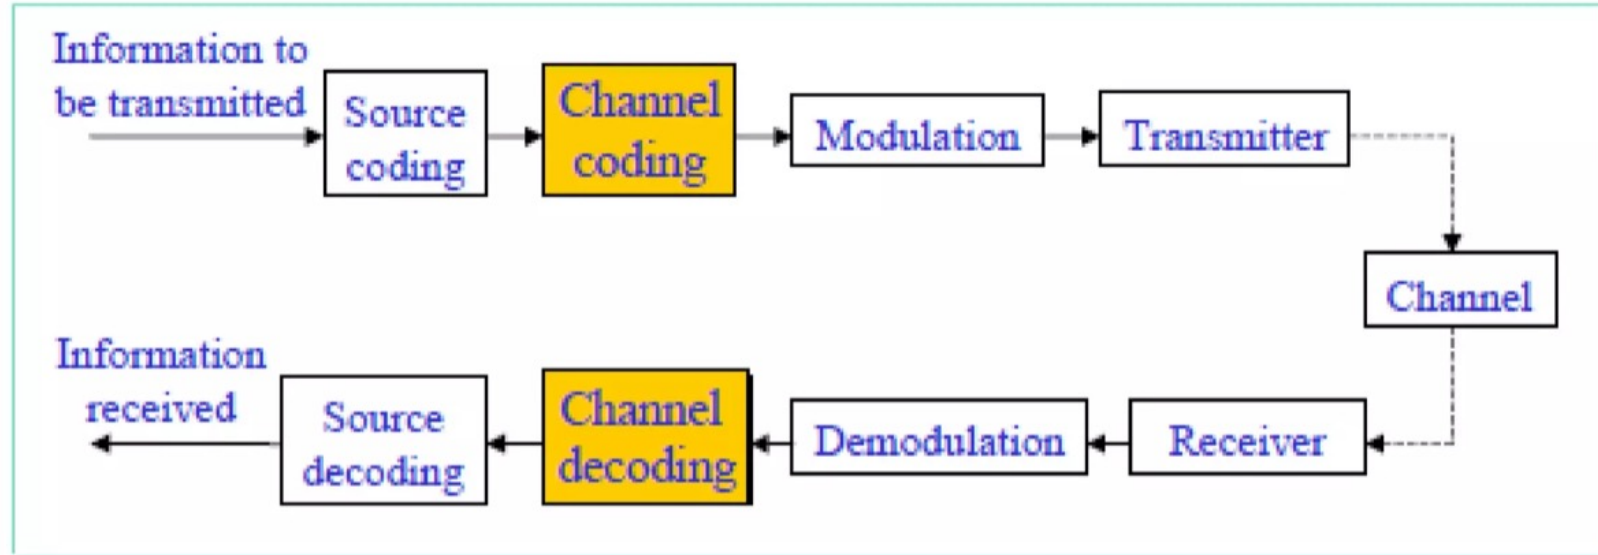 Information to
be transmitted
Source
coding
Channel
coding
Modulation
Transmitter
Channel
Information
received
Source
decoding
Channel
decoding
Demodulation
Receiver